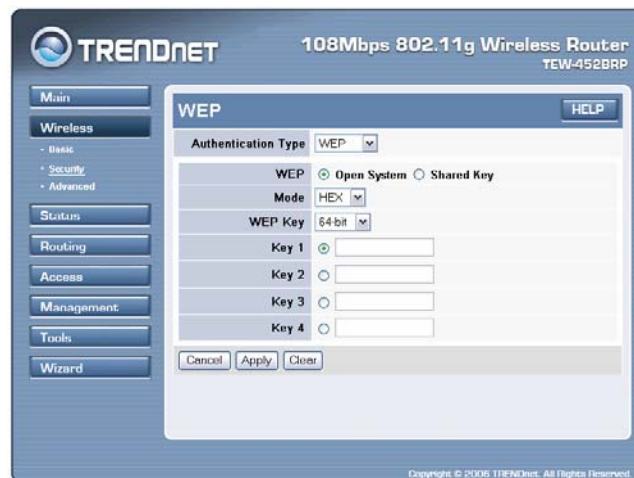 TRENDNET
108Mbps 802.11g Wireless Router
TEW-452BRP
Main
Wireless
- Basic
- Security
- Advanced
Status
Routing
Access
Management
Tools
Wizard
WEP
HELP
Authentication Type WEP
WEP Open System Shared Key
Mode HEX
WEP Key 64-bit
Key 1
Key 2
Key 3
Key 4
Cancel Apply Clear
Copyright © 2006 TRENDnet. All Rights Reserved.